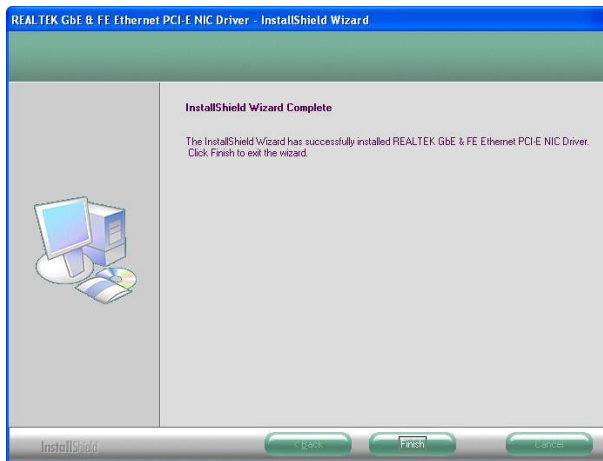 REALTEK GbE & FE Ethernet PCI-E NIC Driver - InstallShield Wizard
InstallShield Wizard Complete
The InstallShield Wizard has successfully installed REALTEK GbE & FE Ethernet PCI-E NIC Driver.
Click Finish to exit the wizard.
InstallShield
< Back
Finish
Cancel